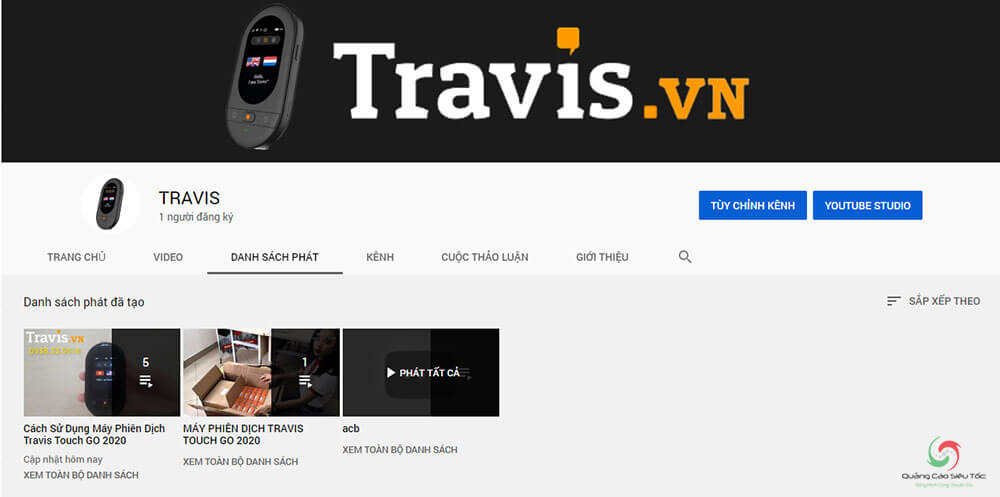 Travis.VN
TRAVIS
1 người đăng ký
TÙY CHỈNH KÊNH
YOUTUBE STUDIO
TRANG CHỦ
VIDEO
DANH SÁCH PHÁT
KÊNH
CUỘC THẢO LUẬN
GIỚI THIỆU
Danh sách phát đã tạo
SẮP XẾP THEO
Travis.VN
5
1
PHÁT TẤT CẢ
Cách Sử Dụng Máy Phiên Dịch
Travis Touch GO 2020
Cập nhật hôm nay
XEM TOÀN BỘ DANH SÁCH
MÁY PHIÊN DỊCH TRAVIS
TOUCH GO 2020
XEM TOÀN BỘ DANH SÁCH
acb
XEM TOÀN BỘ DANH SÁCH
Quảng Cáo Siêu Tốc